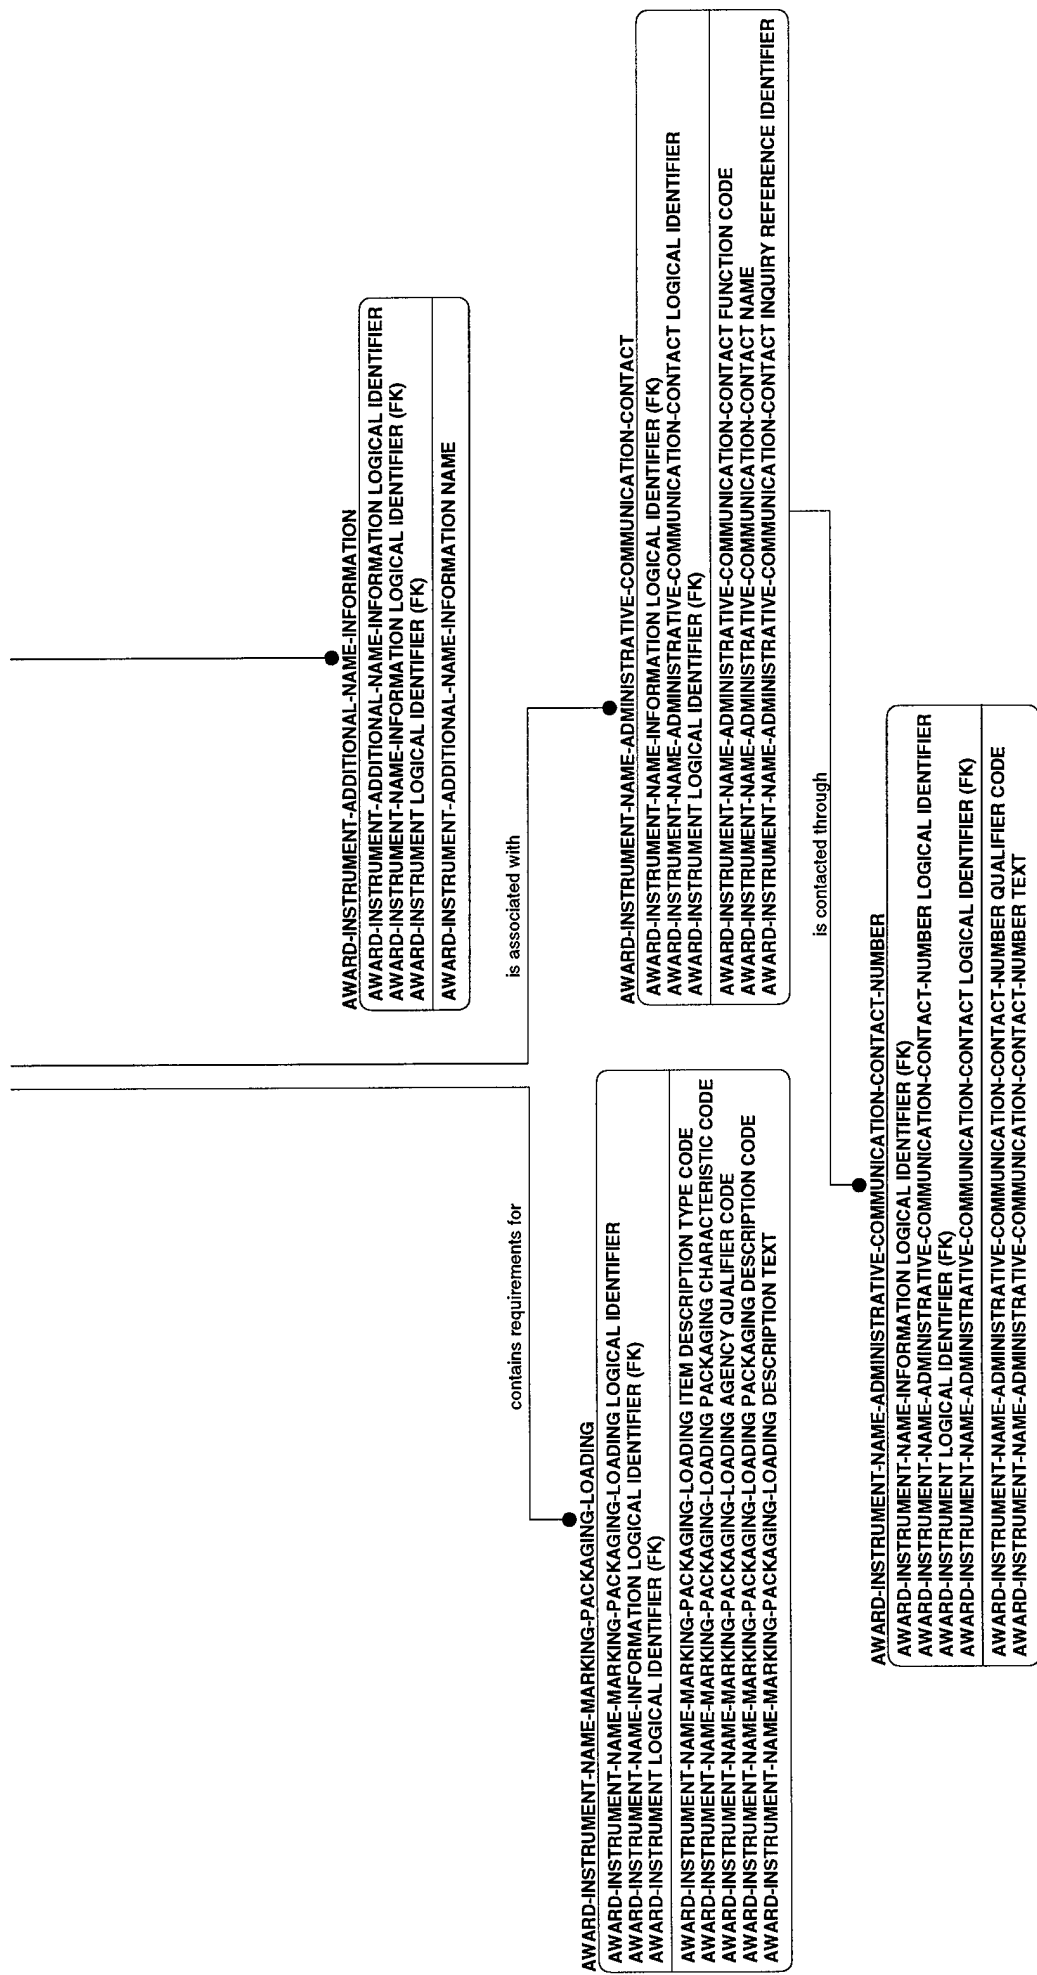 AWARD-INSTRUMENT-ADDITIONAL-NAME-INFORMATION
AWARD-INSTRUMENT-ADDITIONAL-NAME-INFORMATION LOGICAL IDENTIFIER
AWARD-INSTRUMENT-NAME-INFORMATION LOGICAL IDENTIFIER (FK)
AWARD-INSTRUMENT LOGICAL IDENTIFIER (FK)
AWARD-INSTRUMENT-ADDITIONAL-NAME-INFORMATION NAME
is associated with
contains requirements for
AWARD-INSTRUMENT-NAME-MARKING-PACKAGING-LOADING
AWARD-INSTRUMENT-NAME-MARKING-PACKAGING-LOADING LOGICAL IDENTIFIER
AWARD-INSTRUMENT-NAME-INFORMATION LOGICAL IDENTIFIER (FK)
AWARD-INSTRUMENT LOGICAL IDENTIFIER (FK)
AWARD-INSTRUMENT-NAME-MARKING-PACKAGING-LOADING ITEM DESCRIPTION TYPE CODE
AWARD-INSTRUMENT-NAME-MARKING-PACKAGING-LOADING PACKAGING CHARACTERISTIC CODE
AWARD-INSTRUMENT-NAME-MARKING-PACKAGING-LOADING AGENCY QUALIFIER CODE
AWARD-INSTRUMENT-NAME-MARKING-PACKAGING-LOADING PACKAGING DESCRIPTION CODE
AWARD-INSTRUMENT-NAME-MARKING-PACKAGING-LOADING DESCRIPTION TEXT
AWARD-INSTRUMENT-NAME-ADMINISTRATIVE-COMMUNICATION-CONTACT
AWARD-INSTRUMENT-NAME-INFORMATION LOGICAL IDENTIFIER (FK)
AWARD-INSTRUMENT-NAME-ADMINISTRATIVE-COMMUNICATION-CONTACT LOGICAL IDENTIFIER
AWARD-INSTRUMENT LOGICAL IDENTIFIER (FK)
AWARD-INSTRUMENT-NAME-ADMINISTRATIVE-COMMUNICATION-CONTACT FUNCTION CODE
AWARD-INSTRUMENT-NAME-ADMINISTRATIVE-COMMUNICATION-CONTACT NAME
AWARD-INSTRUMENT-NAME-ADMINISTRATIVE-COMMUNICATION-CONTACT INQUIRY REFERENCE IDENTIFIER
is contacted through
AWARD-INSTRUMENT-NAME-ADMINISTRATIVE-COMMUNICATION-CONTACT-NUMBER
AWARD-INSTRUMENT-NAME-INFORMATION LOGICAL IDENTIFIER (FK)
AWARD-INSTRUMENT-NAME-ADMINISTRATIVE-COMMUNICATION-CONTACT-NUMBER LOGICAL IDENTIFIER
AWARD-INSTRUMENT LOGICAL IDENTIFIER (FK)
AWARD-INSTRUMENT-NAME-ADMINISTRATIVE-COMMUNICATION-CONTACT LOGICAL IDENTIFIER (FK)
AWARD-INSTRUMENT-NAME-ADMINISTRATIVE-COMMUNICATION-CONTACT-NUMBER QUALIFIER CODE
AWARD-INSTRUMENT-NAME-ADMINISTRATIVE-COMMUNICATION-CONTACT-NUMBER TEXT